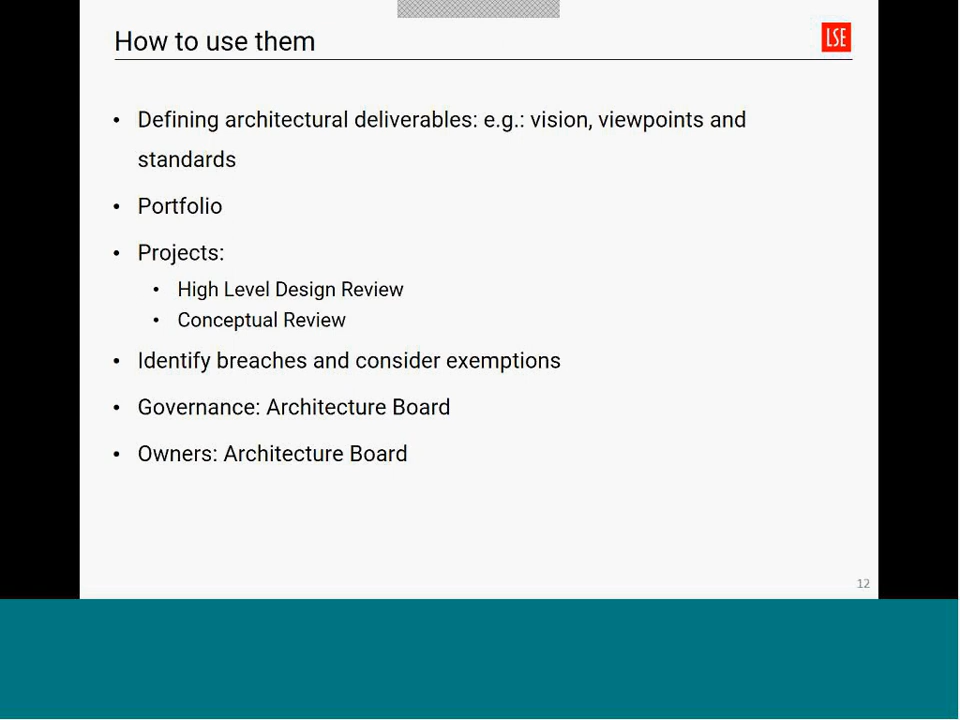 How to use them
LSE
• Defining architectural deliverables: e.g.: vision, viewpoints and
standards
• Portfolio
• Projects:
• High Level Design Review
• Conceptual Review
• Identify breaches and consider exemptions
• Governance: Architecture Board
• Owners: Architecture Board
12